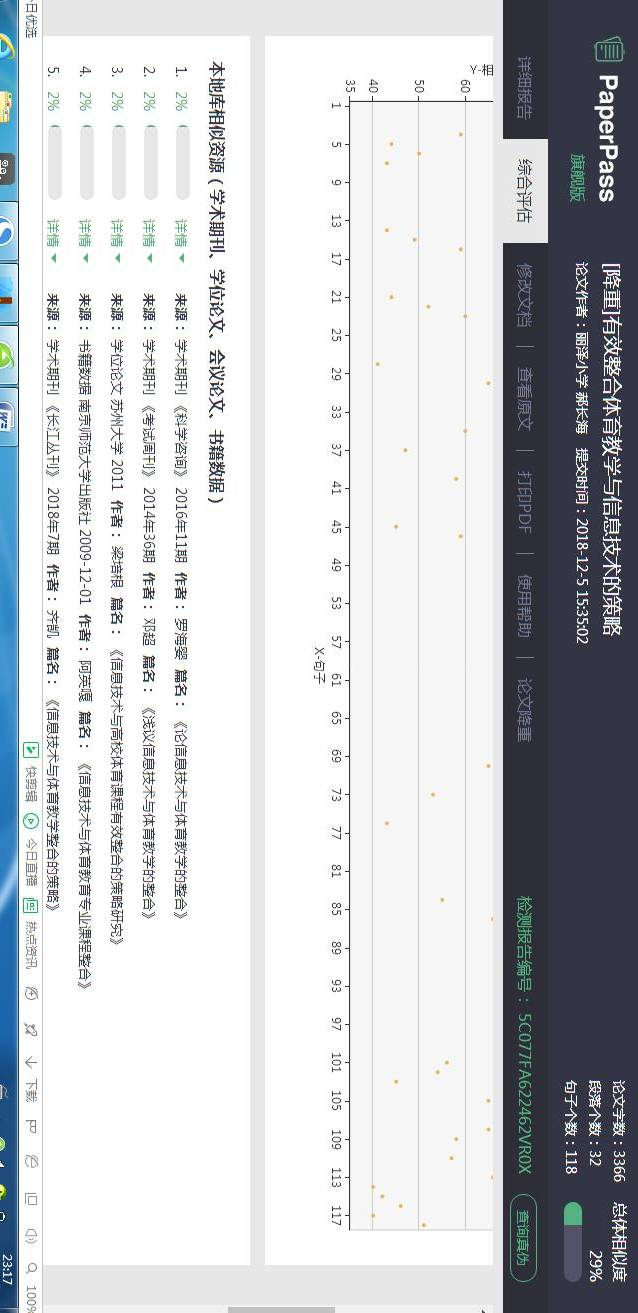 PaperPass
旗舰版
[降重]有效整合体育教学与信息技术的策略
论文作者：丽泽小学 郝长海 提交时间：2018-12-5 15:35:02
论文字数：3366
段落个数：32
句子个数：118
总体相似度
29%
详细报告 综合评估 修改文档 | 查看原文 | 打印PDF | 使用帮助 | 论文降重
检测报告编号：5C077FA622462VR0X 查询真伪
Y-相
60
50
40
35
1 5 9 13 17 21 25 29 33 37 41 45 49 53 57 61 65 69 73 77 81 85 89 93 97 101 105 109 113 117
X-句子
本地库相似资源（学术期刊、学位论文、会议论文、书籍数据）
1. 2% 详情 来源：学术期刊 《科学咨询》 2016年11期 作者：罗海婴 篇名：《论信息技术与体育教学的整合》
2. 2% 详情 来源：学术期刊 《考试周刊》 2014年36期 作者：邓超 篇名：《浅议信息技术与体育教学的整合》
3. 2% 详情 来源：学位论文 苏州大学 2011 作者：梁培根 篇名：《信息技术与高校体育课程有效整合的策略研究》
4. 2% 详情 来源：书籍数据 南京师范大学出版社 2009-12-01 作者：阿英嘎 篇名：《信息技术与体育教育专业课程整合》
5. 2% 详情 来源：学术期刊 《长江丛刊》 2018年7期 作者：齐凯 篇名：《信息技术与体育教学整合的策略》
日优选 快剪辑 今日直播 热点资讯 下载 100%
23:17